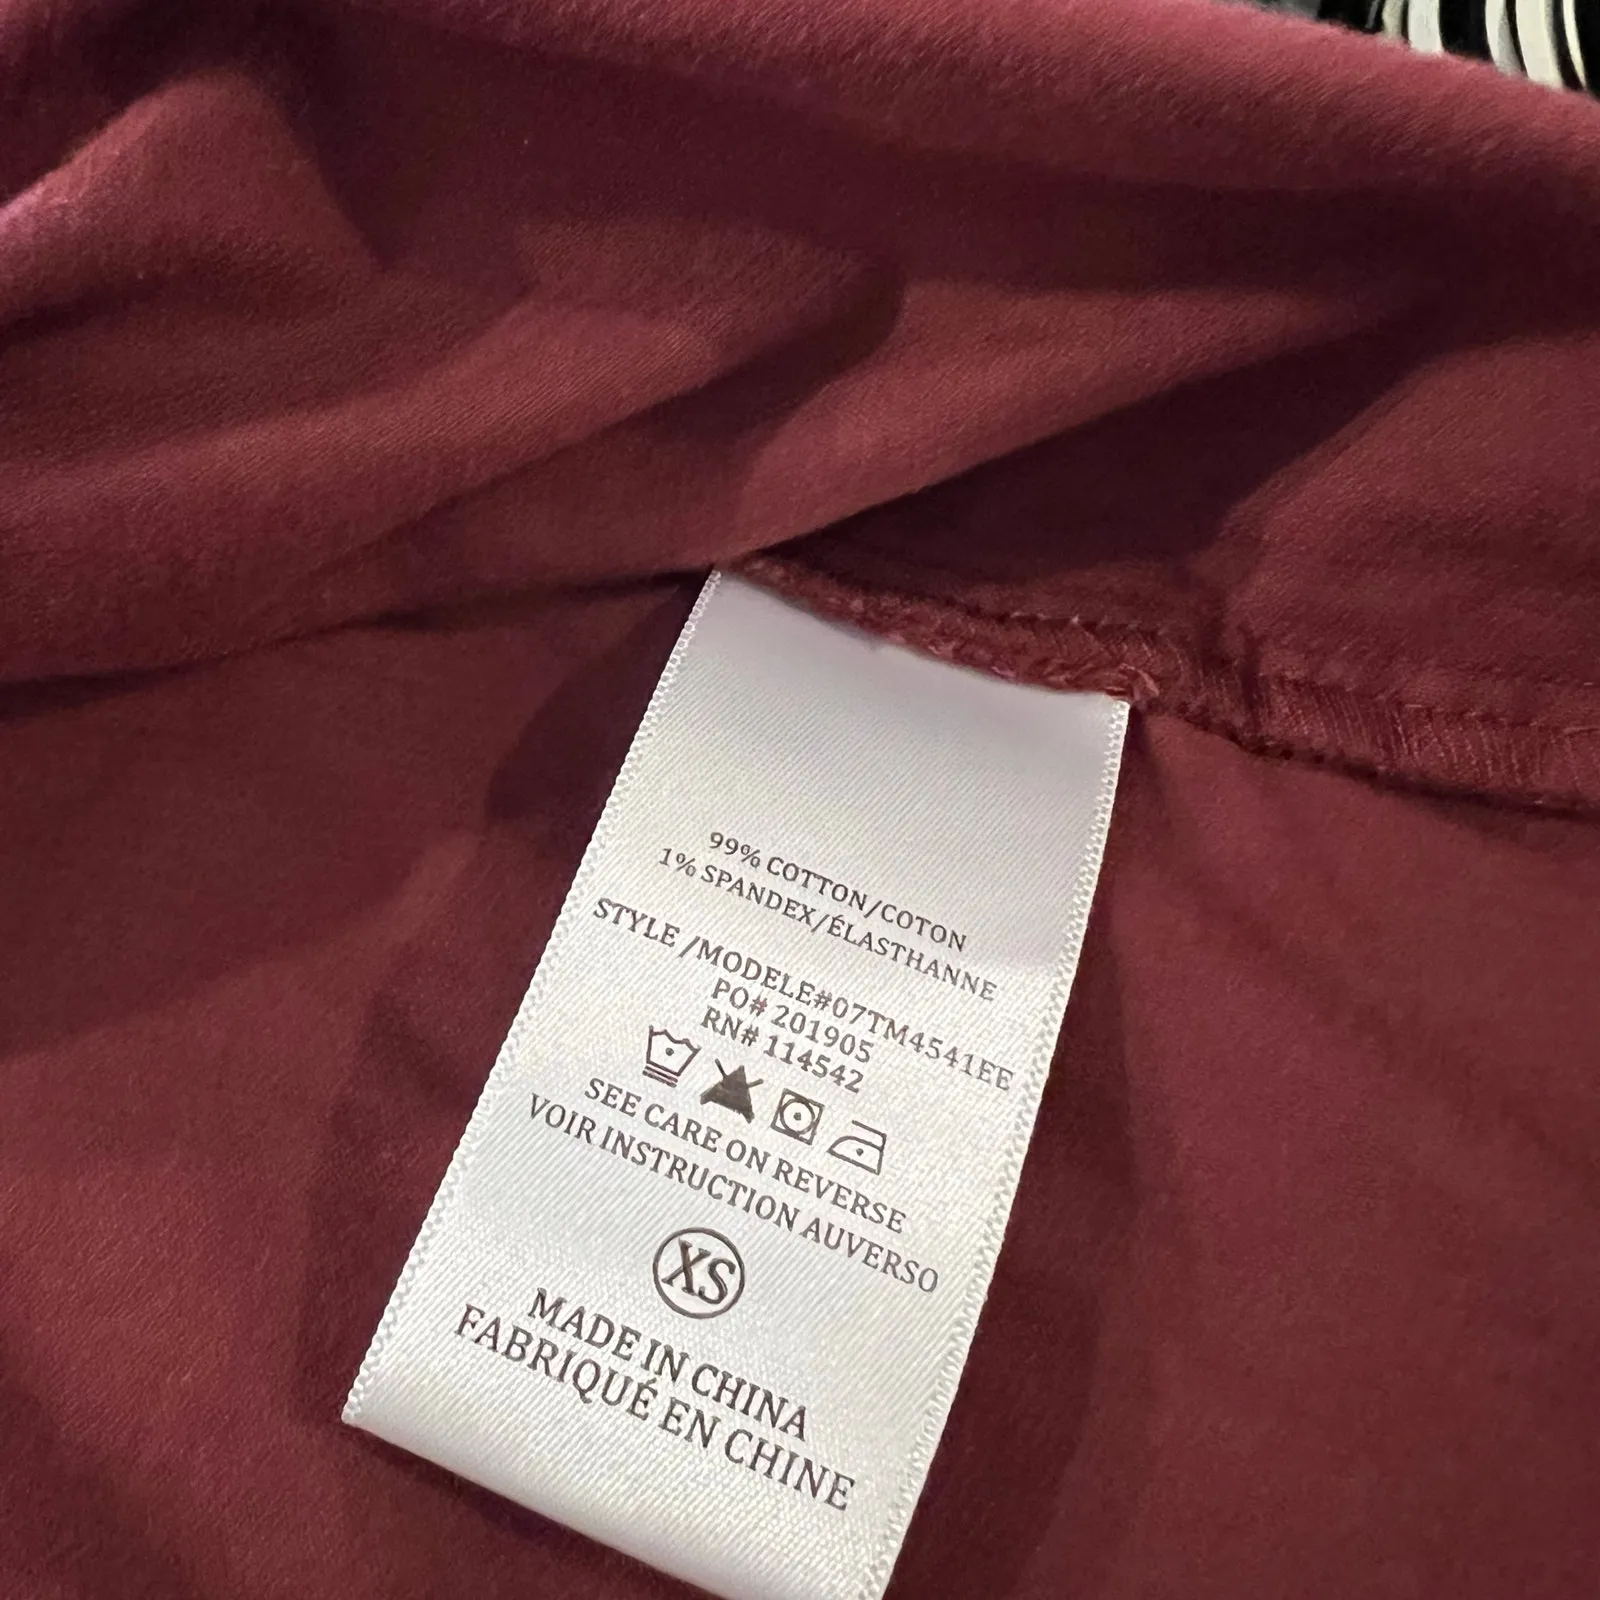 99% COTTON/COTON
1% SPANDEX/ÉLASTHANNE
STYLE /MODELE#07TM4541EE
PO# 201905
RN# 114542
SEE CARE ON REVERSE
VOIR INSTRUCTION AUVERSO
XS
MADE IN CHINA
FABRIQUÉ EN CHINE